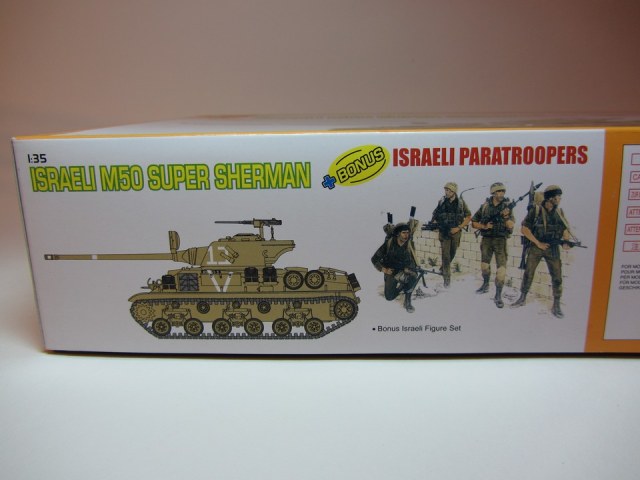 1:35
ISRAELI M50 SUPER SHERMAN
+ BONUS
ISRAELI PARATROOPERS
• Bonus Israeli Figure Set